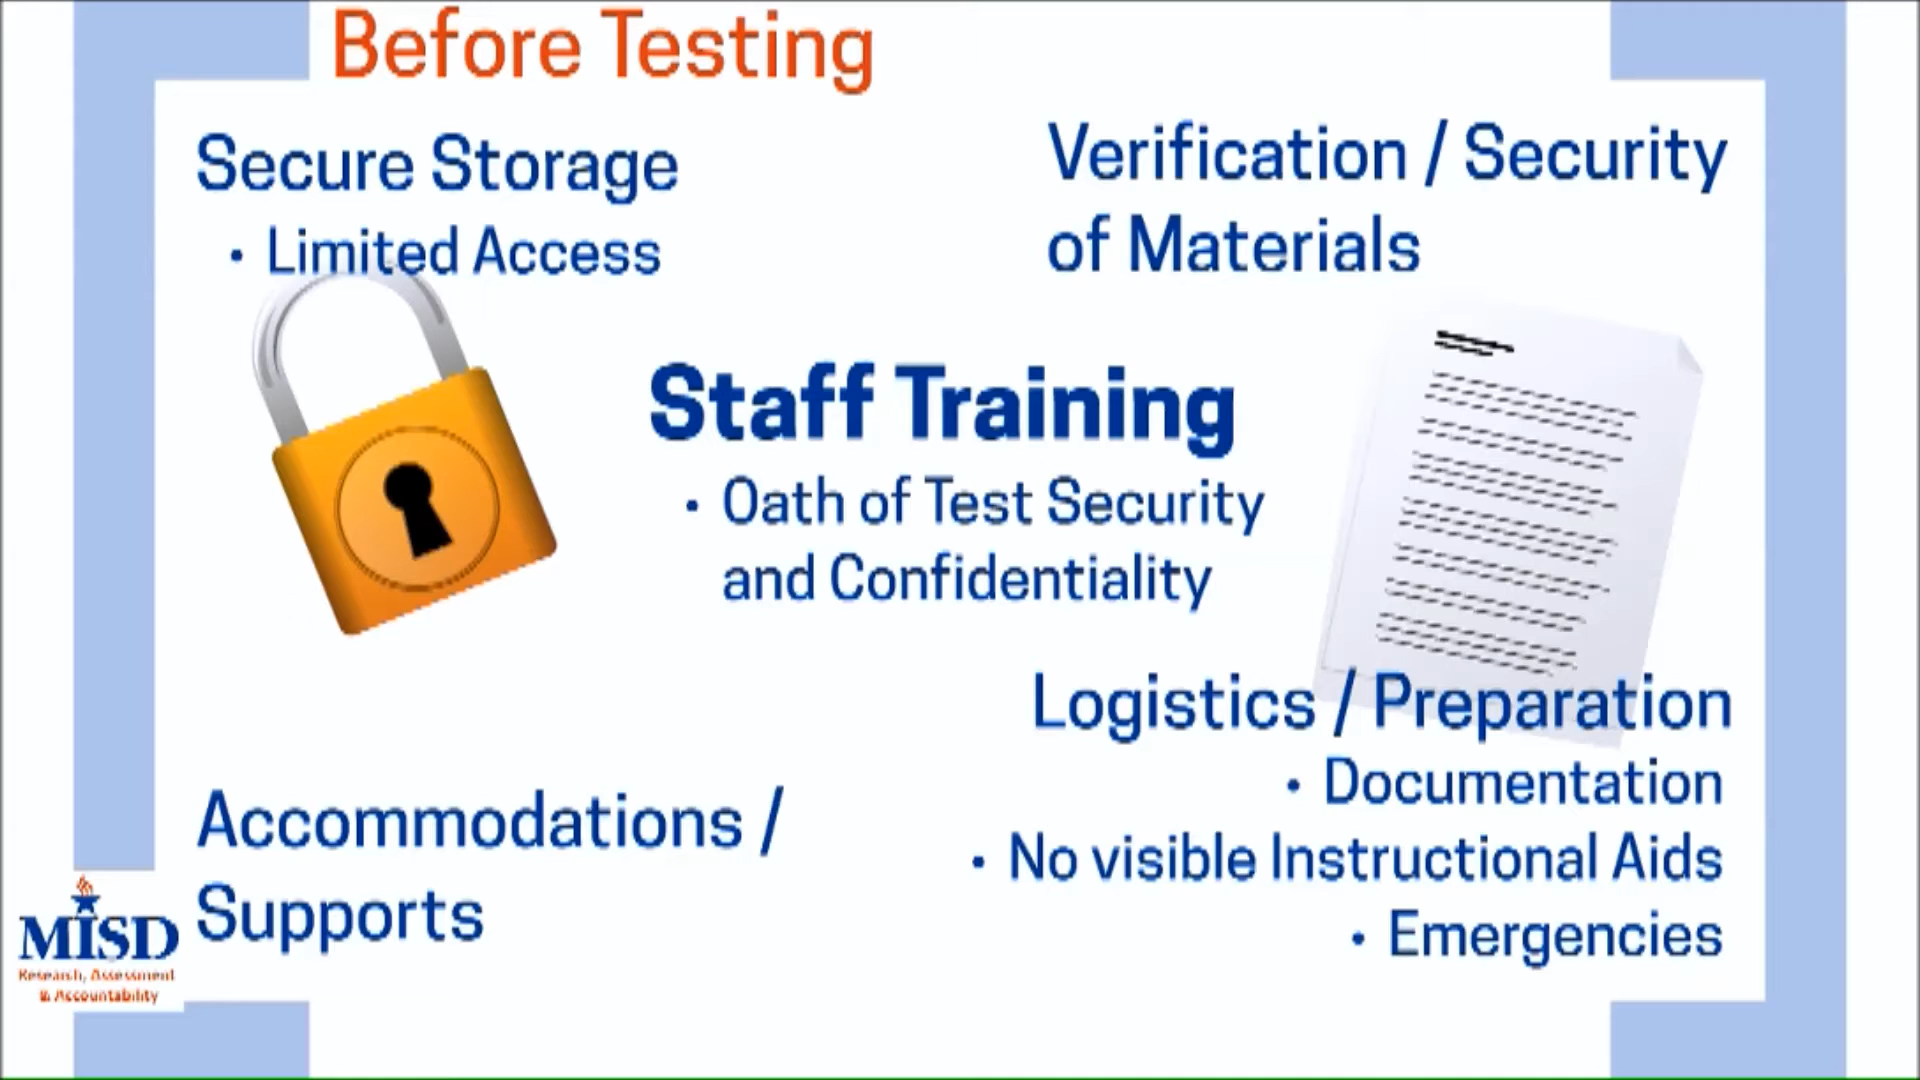 Before Testing
Secure Storage
• Limited Access
Verification / Security
of Materials
Staff Training
• Oath of Test Security
and Confidentiality
Logistics / Preparation
• Documentation
• No visible Instructional Aids
• Emergencies
Accommodations /
Supports
MISD
Research, Assessment
& Accountability